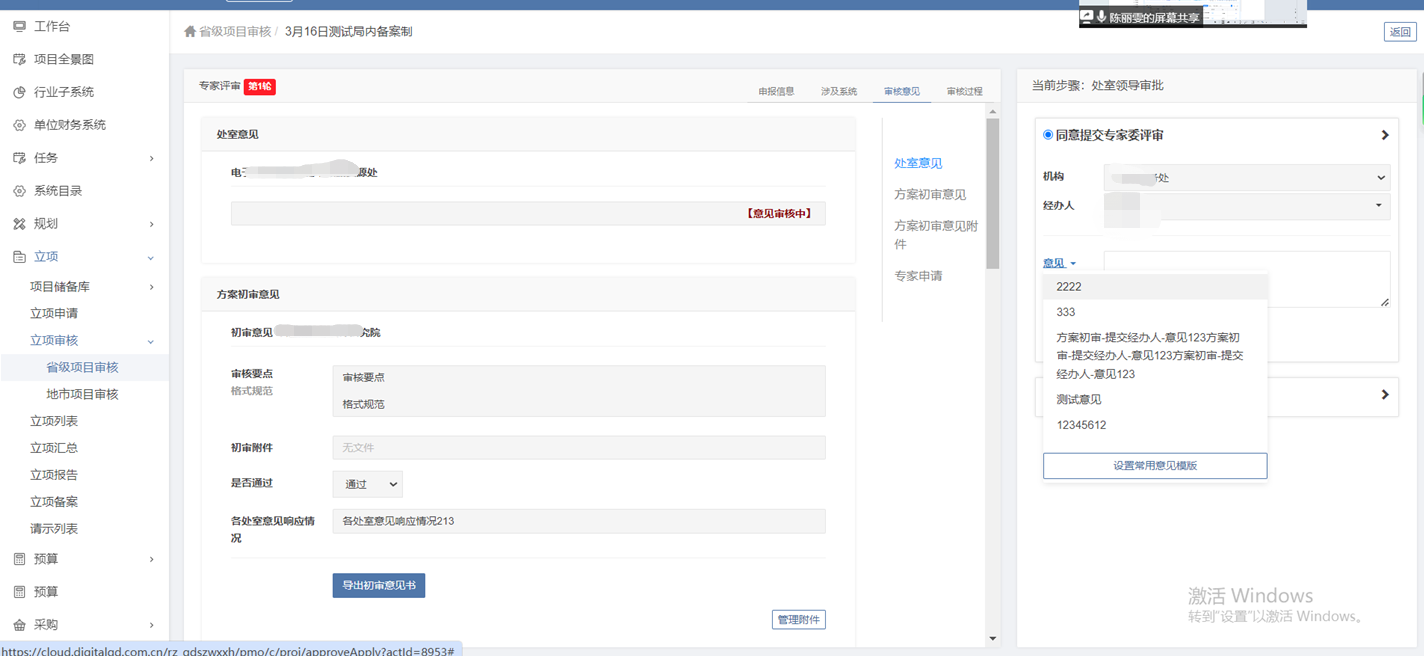 陈丽雯的屏幕共享
工作台
项目全景图
行业子系统
单位财务系统
任务
系统目录
规划
立项
项目储备库
立项申请
立项审核
省级项目审核
地市项目审核
立项列表
立项汇总
立项报告
立项备案
请示列表
预算
预算
采购
省级项目审核 / 3月16日测试局内备案制
返回
专家评审 第1轮
申报信息 涉及系统 审核意见 审核过程
处室意见
电子 源处
【意见审核中】
方案初审意见
初审意见 究院
审核要点
格式规范
审核要点
格式规范
初审附件 无文件
是否通过 通过
各处室意见响应情
况
各处室意见响应情况213
导出初审意见书
管理附件
处室意见
方案初审意见
方案初审意见附
件
专家申请
当前步骤：处室领导审批
同意提交专家委评审
机构 处
经办人
意见
2222
333
方案初审-提交经办人-意见123方案初
审-提交经办人-意见123方案初审-提交
经办人-意见123
测试意见
12345612
设置常用意见模版
激活 Windows
转到"设置"以激活 Windows。
https://cloud.digitalgd.com.cn/rz_gdszwxxh/pmo/c/proj/approveApply?actId=8953#